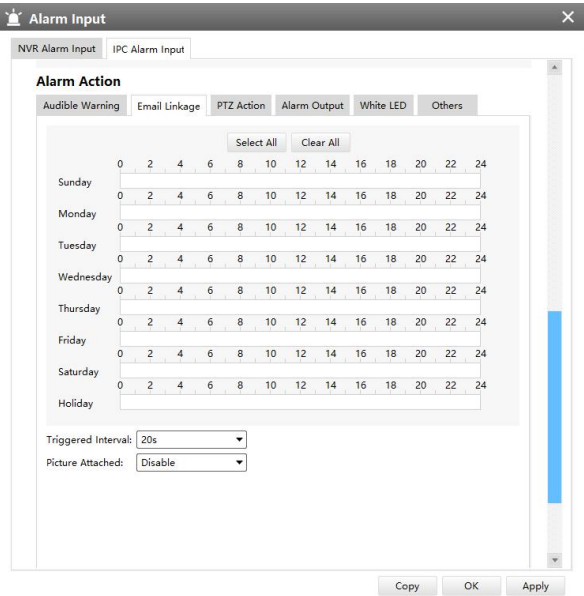 Alarm Input
NVR Alarm Input IPC Alarm Input
Alarm Action
Audible Warning Email Linkage PTZ Action Alarm Output White LED Others
Select All Clear All
0 2 4 6 8 10 12 14 16 18 20 22 24
Sunday
0 2 4 6 8 10 12 14 16 18 20 22 24
Monday
0 2 4 6 8 10 12 14 16 18 20 22 24
Tuesday
0 2 4 6 8 10 12 14 16 18 20 22 24
Wednesday
0 2 4 6 8 10 12 14 16 18 20 22 24
Thursday
0 2 4 6 8 10 12 14 16 18 20 22 24
Friday
0 2 4 6 8 10 12 14 16 18 20 22 24
Saturday
0 2 4 6 8 10 12 14 16 18 20 22 24
Holiday
Triggered Interval: 20s
Picture Attached: Disable
Copy OK Apply